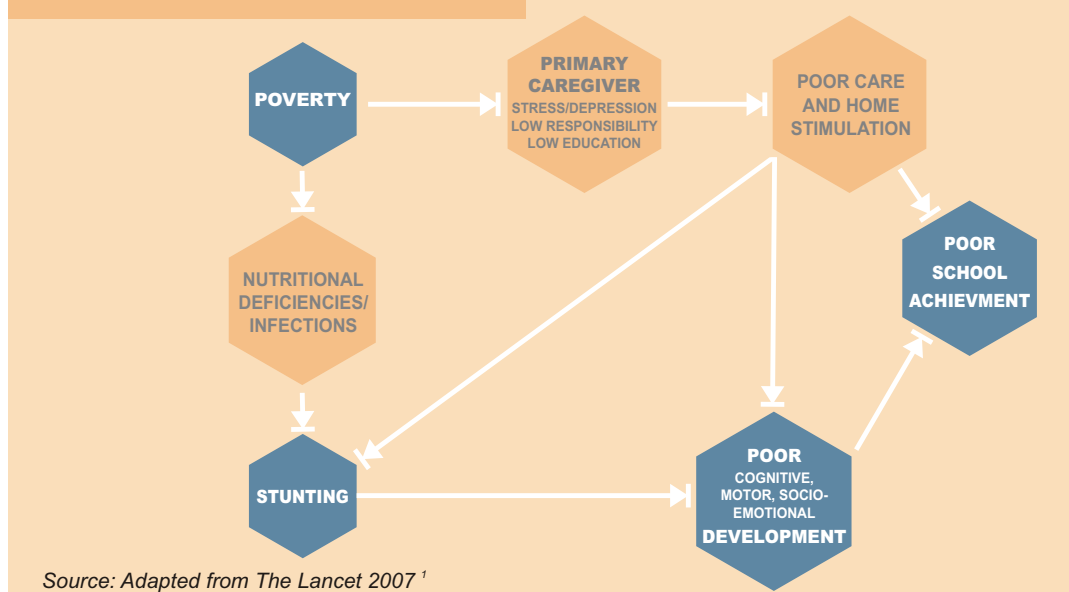 POVERTY
PRIMARY
CAREGIVER
STRESS/DEPRESSION
LOW RESPONSIBILITY
LOW EDUCATION
POOR CARE
AND HOME
STIMULATION
NUTRITIONAL
DEFICIENCIES/
INFECTIONS
POOR
SCHOOL
ACHIEVMENT
STUNTING
POOR
COGNITIVE,
MOTOR, SOCIO-
EMOTIONAL
DEVELOPMENT
Source: Adapted from The Lancet 2007 ¹